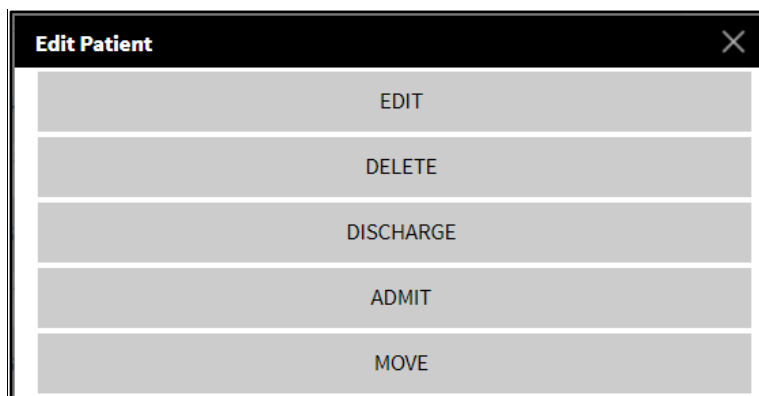 Edit Patient
EDIT
DELETE
DISCHARGE
ADMIT
MOVE